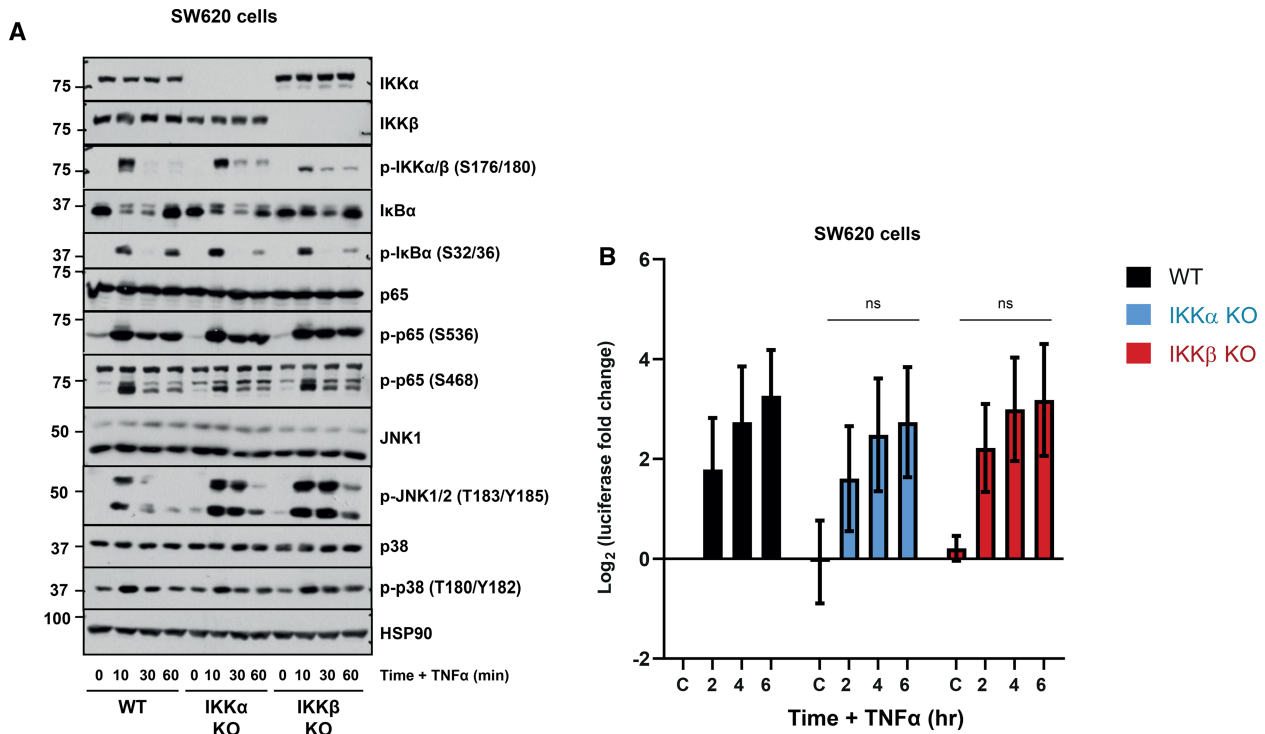 SW620 cells
A
75
IKKα
75
IKKβ
75
p-IKKα/β (S176/180)
37
IκBα
37
p-IκBα (S32/36)
75
p65
75
p-p65 (S536)
75
p-p65 (S468)
50
JNK1
50
p-JNK1/2 (T183/Y185)
37
p38
37
p-p38 (T180/Y182)
100
HSP90
0 10 30 60 0 10 30 60 0 10 30 60 Time + TNFα (min)
WT IKKα KO IKKβ KO
B
SW620 cells
Log2 (luciferase fold change)
6
4
2
0
-2
ns ns
C 2 4 6 C 2 4 6 C 2 4 6
Time + TNFα (hr)
WT
IKKα KO
IKKβ KO